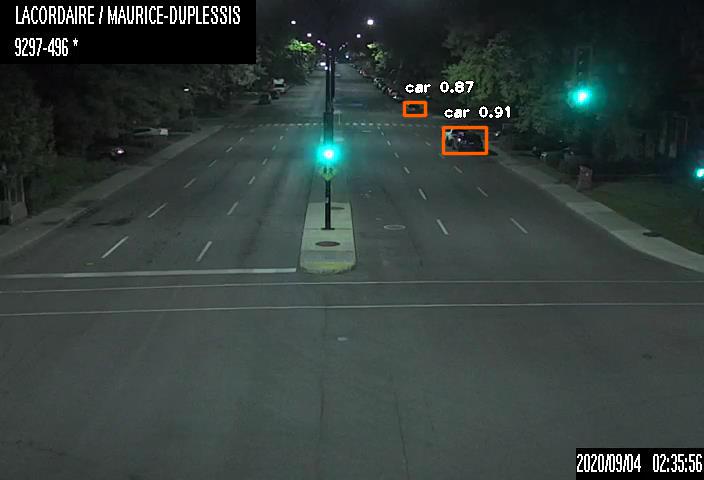 LACORDAIRE / MAURICE-DUPLESSIS
9297-496 *
car 0.87
car 0.91
2020/09/04 02:35:56